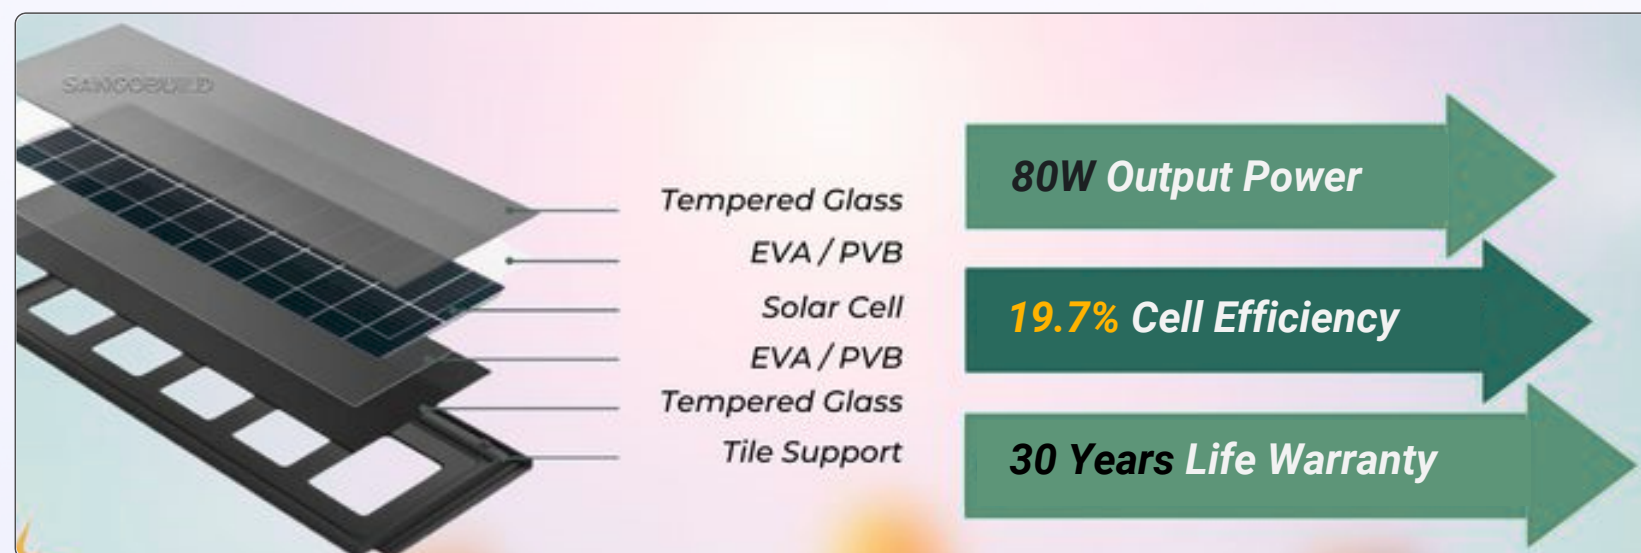 SANGOBUILD
Tempered Glass
EVA / PVB
Solar Cell
EVA / PVB
Tempered Glass
Tile Support
80W Output Power
19.7% Cell Efficiency
30 Years Life Warranty